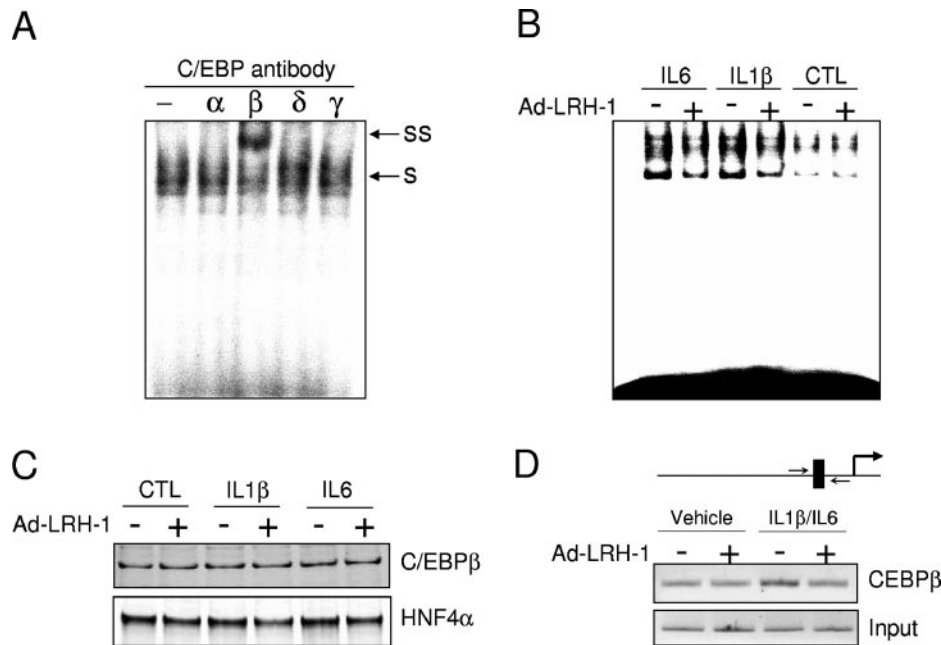 A
C/EBP antibody
– α β δ γ
SS
S
B
IL6 IL1β CTL
Ad-LRH-1 - + - + - +
C
CTL IL1β IL6
Ad-LRH-1 - + - + - +
C/EBPβ
HNF4α
D
Vehicle IL1β/IL6
Ad-LRH-1 - + - +
CEBPβ
Input